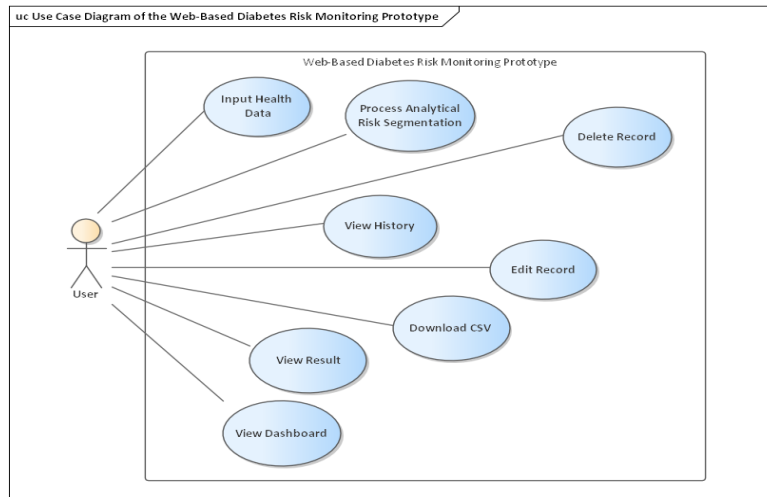 uc Use Case Diagram of the Web-Based Diabetes Risk Monitoring Prototype
Web-Based Diabetes Risk Monitoring Prototype
Input Health
Data
Process Analytical
Risk Segmentation
Delete Record
View History
User
Edit Record
Download CSV
View Result
View Dashboard